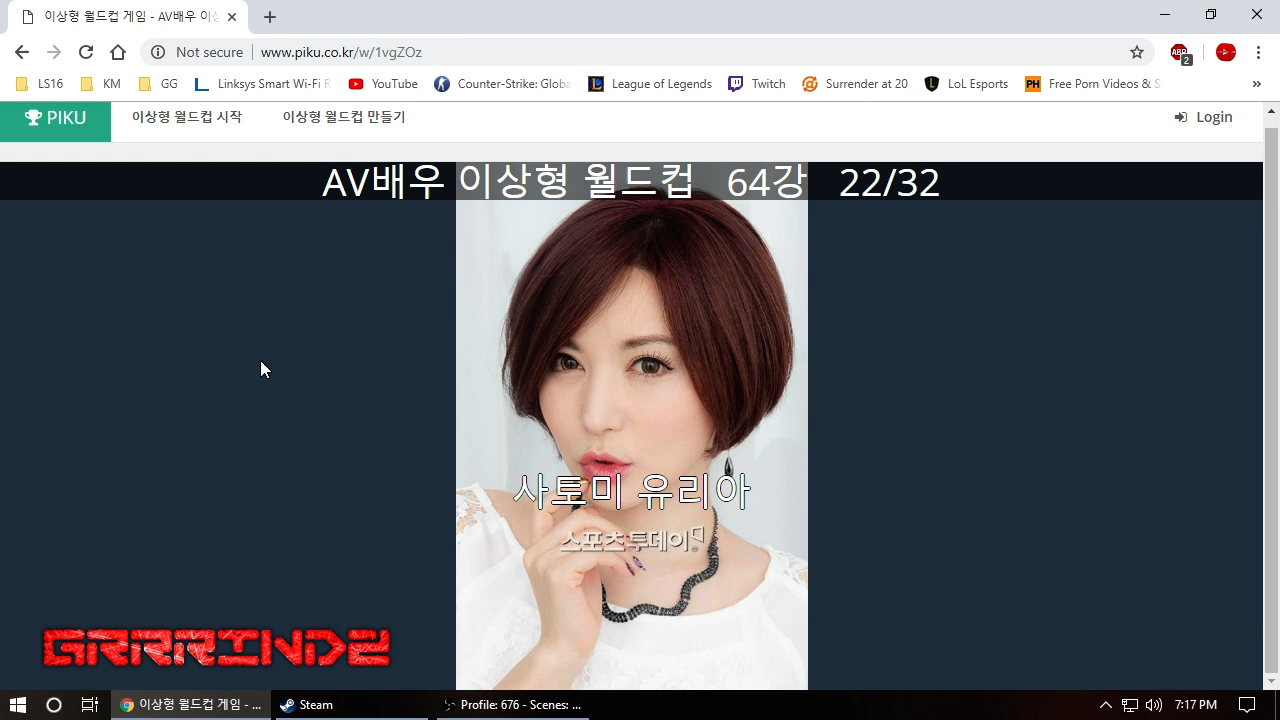 이상형 월드컵 게임 - AV배우 이상
Not secure
www.piku.co.kr/w/1vgZOz
ABP
2
LS16
KM
GG
Linksys Smart Wi-Fi R
YouTube
Counter-Strike: Globa
League of Legends
Twitch
Surrender at 20
LoL Esports
PH
Free Porn Videos & S
PIKU
이상형 월드컵 시작
이상형 월드컵 만들기
Login
AV배우 이상형 월드컵 64강 22/32
사토미 유리아
스포츠투데이
GRRRINDZ
이상형 월드컵 게임 - ...
Steam
Profile: 676 - Scenes: ...
7:17 PM